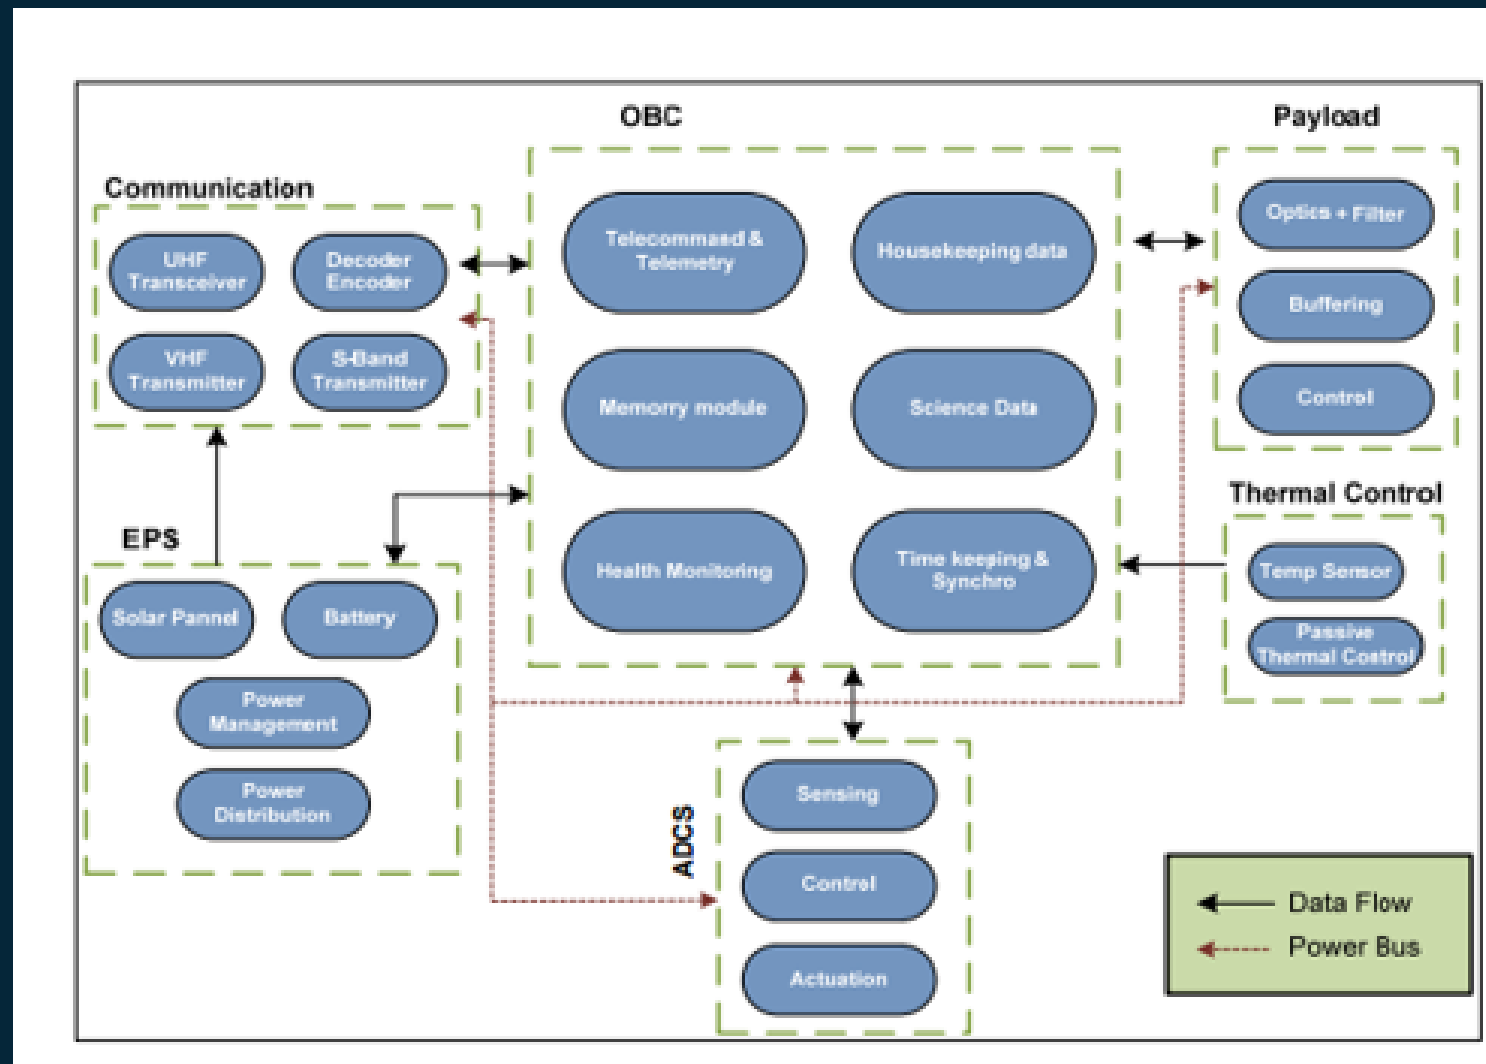 OBC
Payload
Communication
UHF
Transceiver
Decoder
Encoder
VHF
Transmitter
S-Band
Transmitter
Telecommand &
Telemetry
Housekeeping data
Memorry module
Science Data
Health Monitoring
Time keeping &
Synchro
Optics + Filter
Buffering
Control
Thermal Control
Temp Sensor
Passive
Thermal Control
EPS
Solar Pannel
Battery
Power
Management
Power
Distribution
ADCS
Sensing
Control
Actuation
Data Flow
Power Bus